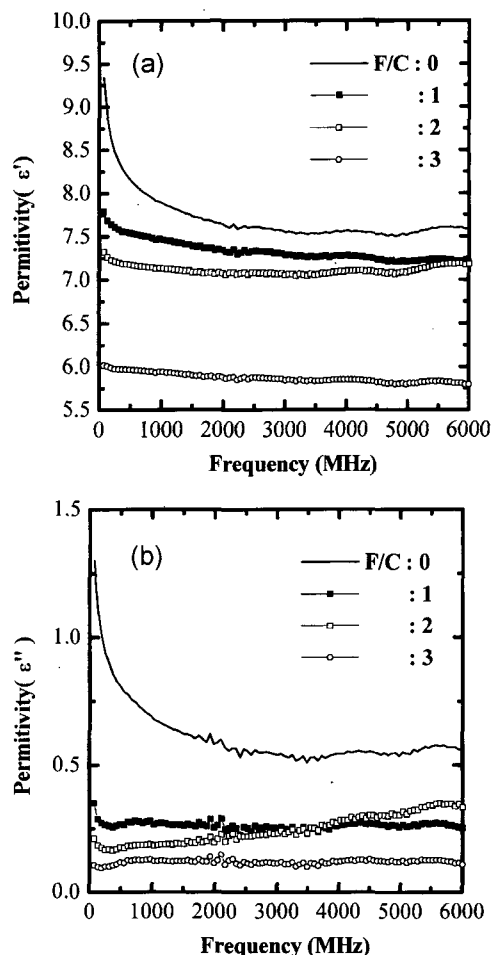 (a)
F/C : 0
: 1
: 2
: 3
10.0
9.5
9.0
8.5
8.0
7.5
7.0
6.5
6.0
5.5
Permitivity( ε')
0 1000 2000 3000 4000 5000 6000
Frequency (MHz)
(b)
F/C : 0
: 1
: 2
: 3
1.5
1.0
0.5
0.0
Permitivity( ε'' )
0 1000 2000 3000 4000 5000 6000
Frequency (MHz)